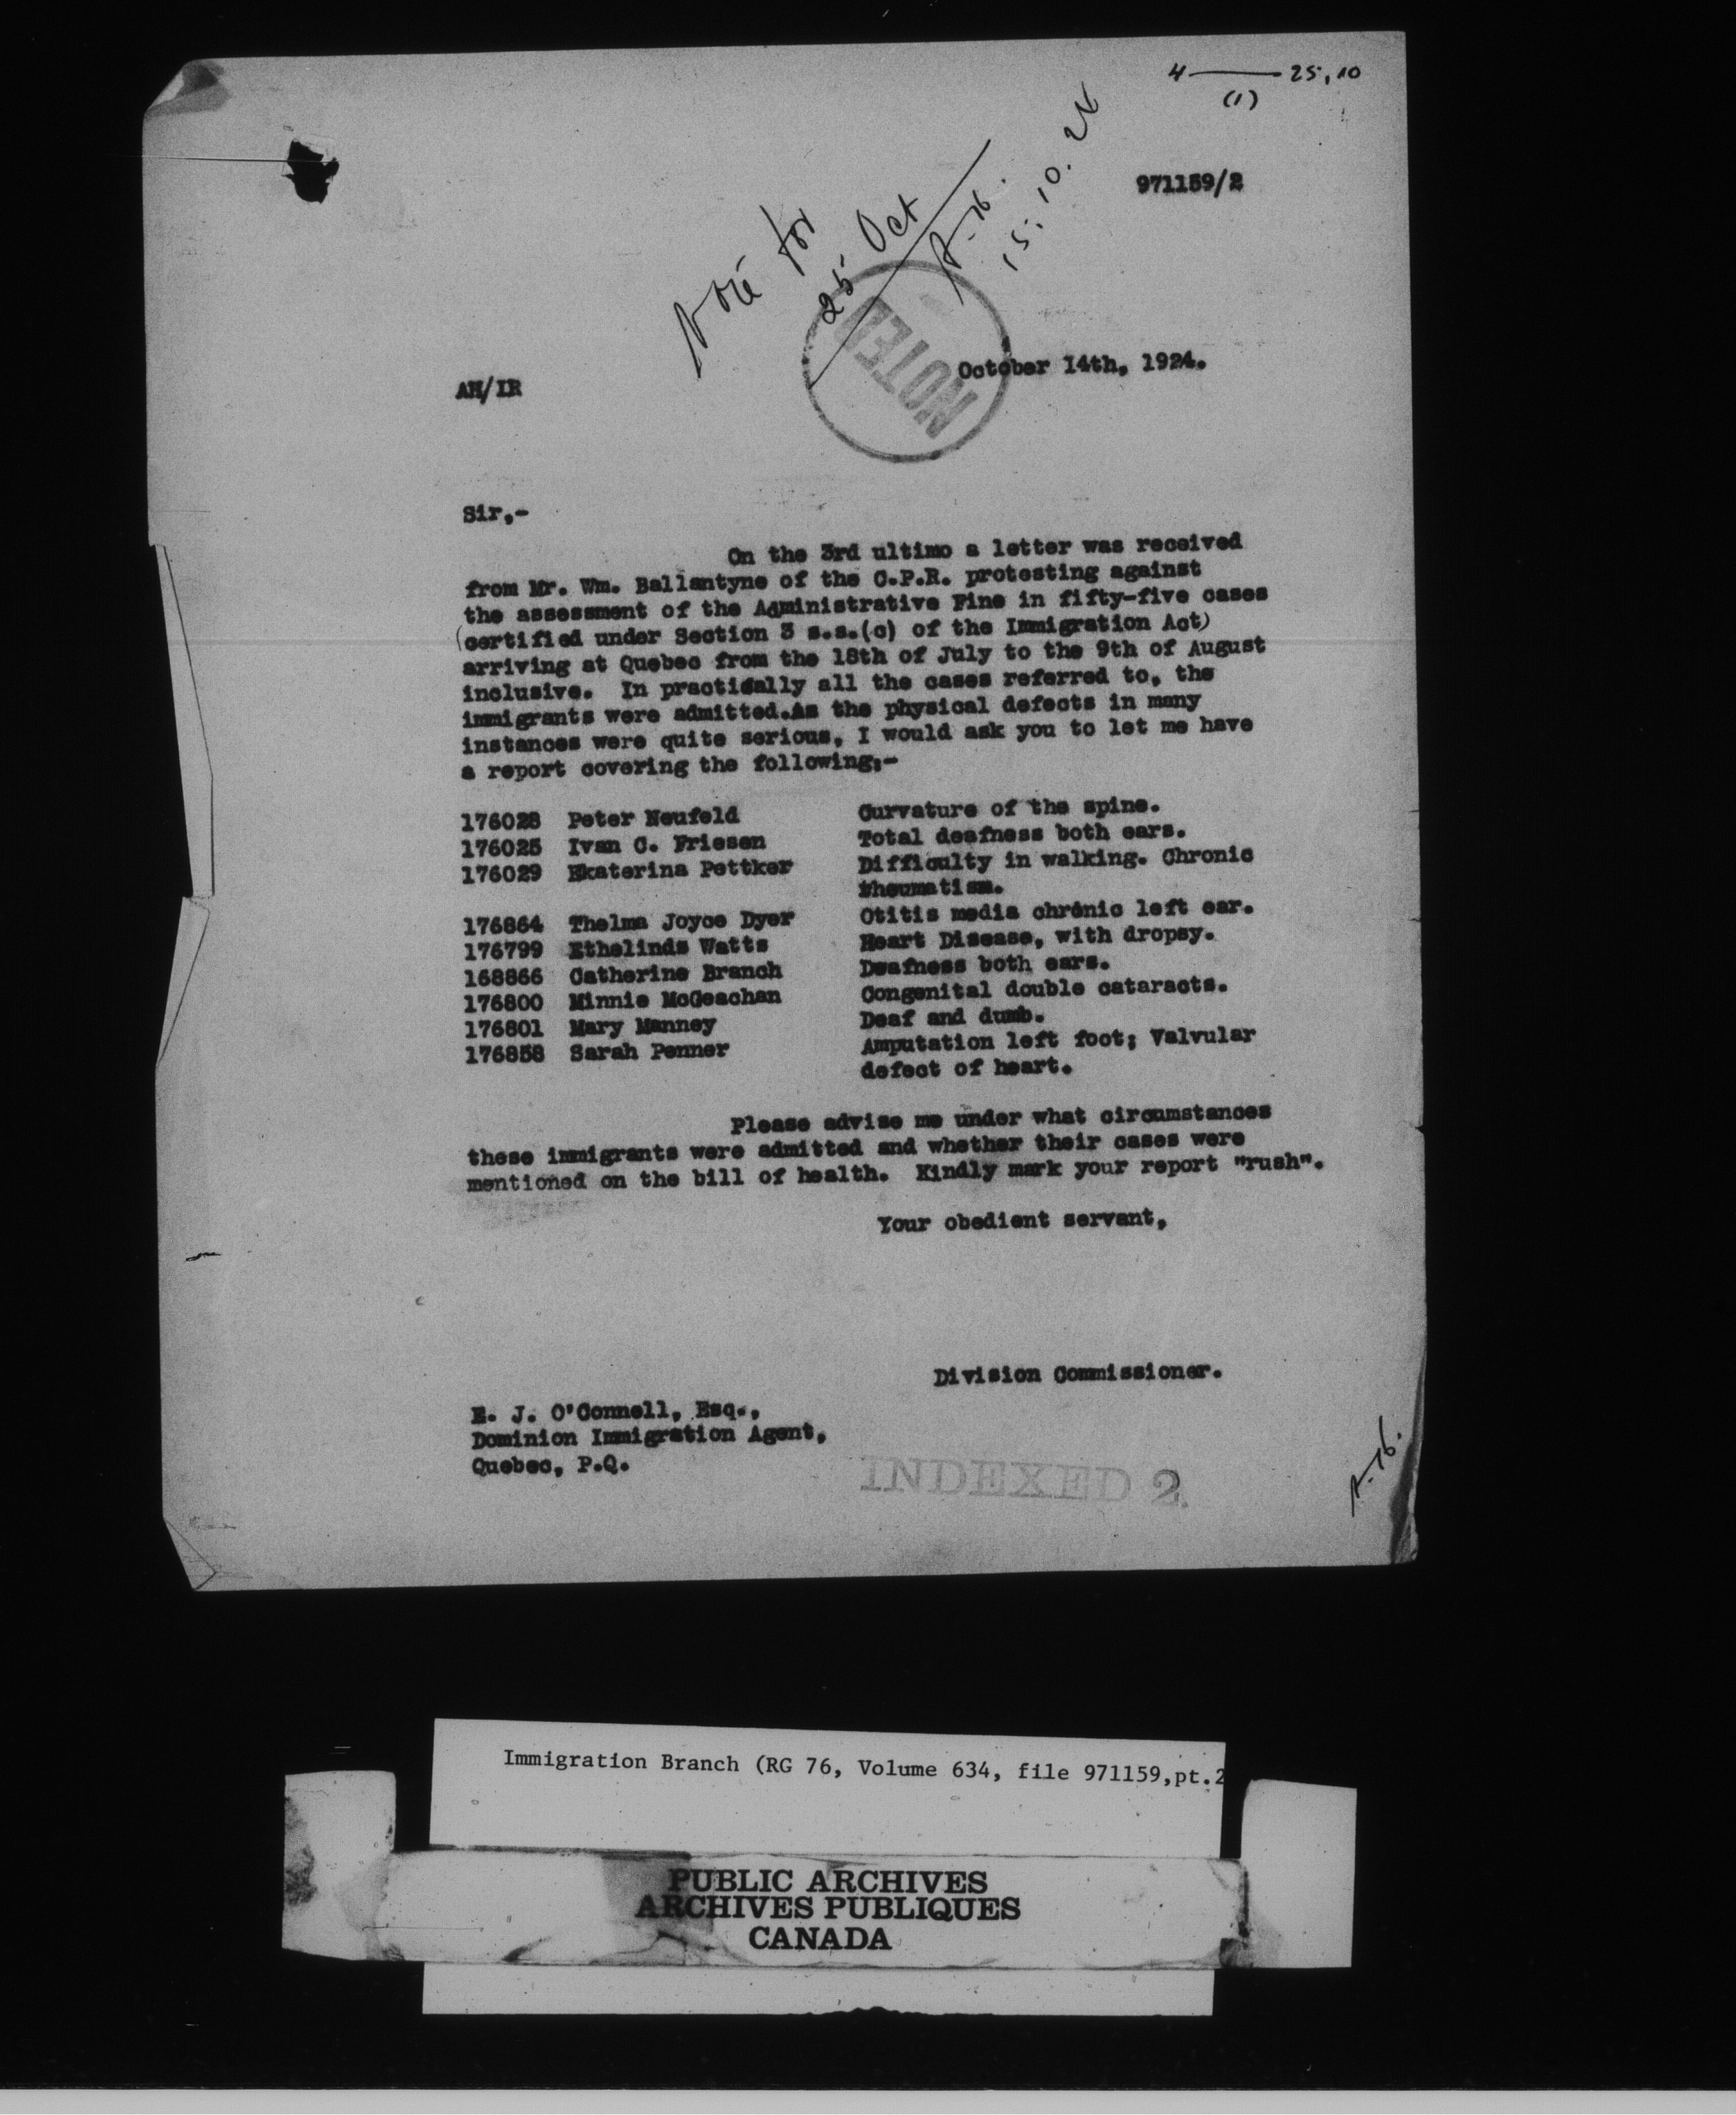 4 — 25,10
(1)
971159/2
Note for
25 Oct
15.10.24
NOTED
October 14th, 1924.
AH/IR
Sir,-
On the 3rd ultimo a letter was received
from Mr. Wm. Ballantyne of the C.P.R. protesting against
the assessment of the Administrative Fine in fifty-five cases
(certified under Section 3 s.s.(c) of the Immigration Act)
arriving at Quebec from the 18th of July to the 9th of August
inclusive. In practically all the cases referred to, the
immigrants were admitted.As the physical defects in many
instances were quite serious, I would ask you to let me have
a report covering the following:-
176028 Peter Neufeld Curvature of the spine.
176025 Ivan C. Friesen Total deafness both ears.
176029 Ekaterina Pettker Difficulty in walking. Chronic
rheumatism.
176864 Thelma Joyce Dyer Otitis media chronic left ear.
176799 Ethelinda Watts Heart Disease, with dropsy.
168866 Catherine Branch Deafness both ears.
176800 Minnie McGeachan Congenital double cataracts.
176801 Mary Manney Deaf and dumb.
176858 Sarah Penner Amputation left foot; Valvular
defect of heart.
Please advise me under what circumstances
these immigrants were admitted and whether their cases were
mentioned on the bill of health. Kindly mark your report "rush".
Your obedient servant,
Division Commissioner.
E. J. O'Connell, Esq.,
Dominion Immigration Agent,
Quebec, P.Q.
INDEXED 2.
Immigration Branch (RG 76, Volume 634, file 971159,pt.2
PUBLIC ARCHIVES
ARCHIVES PUBLIQUES
CANADA